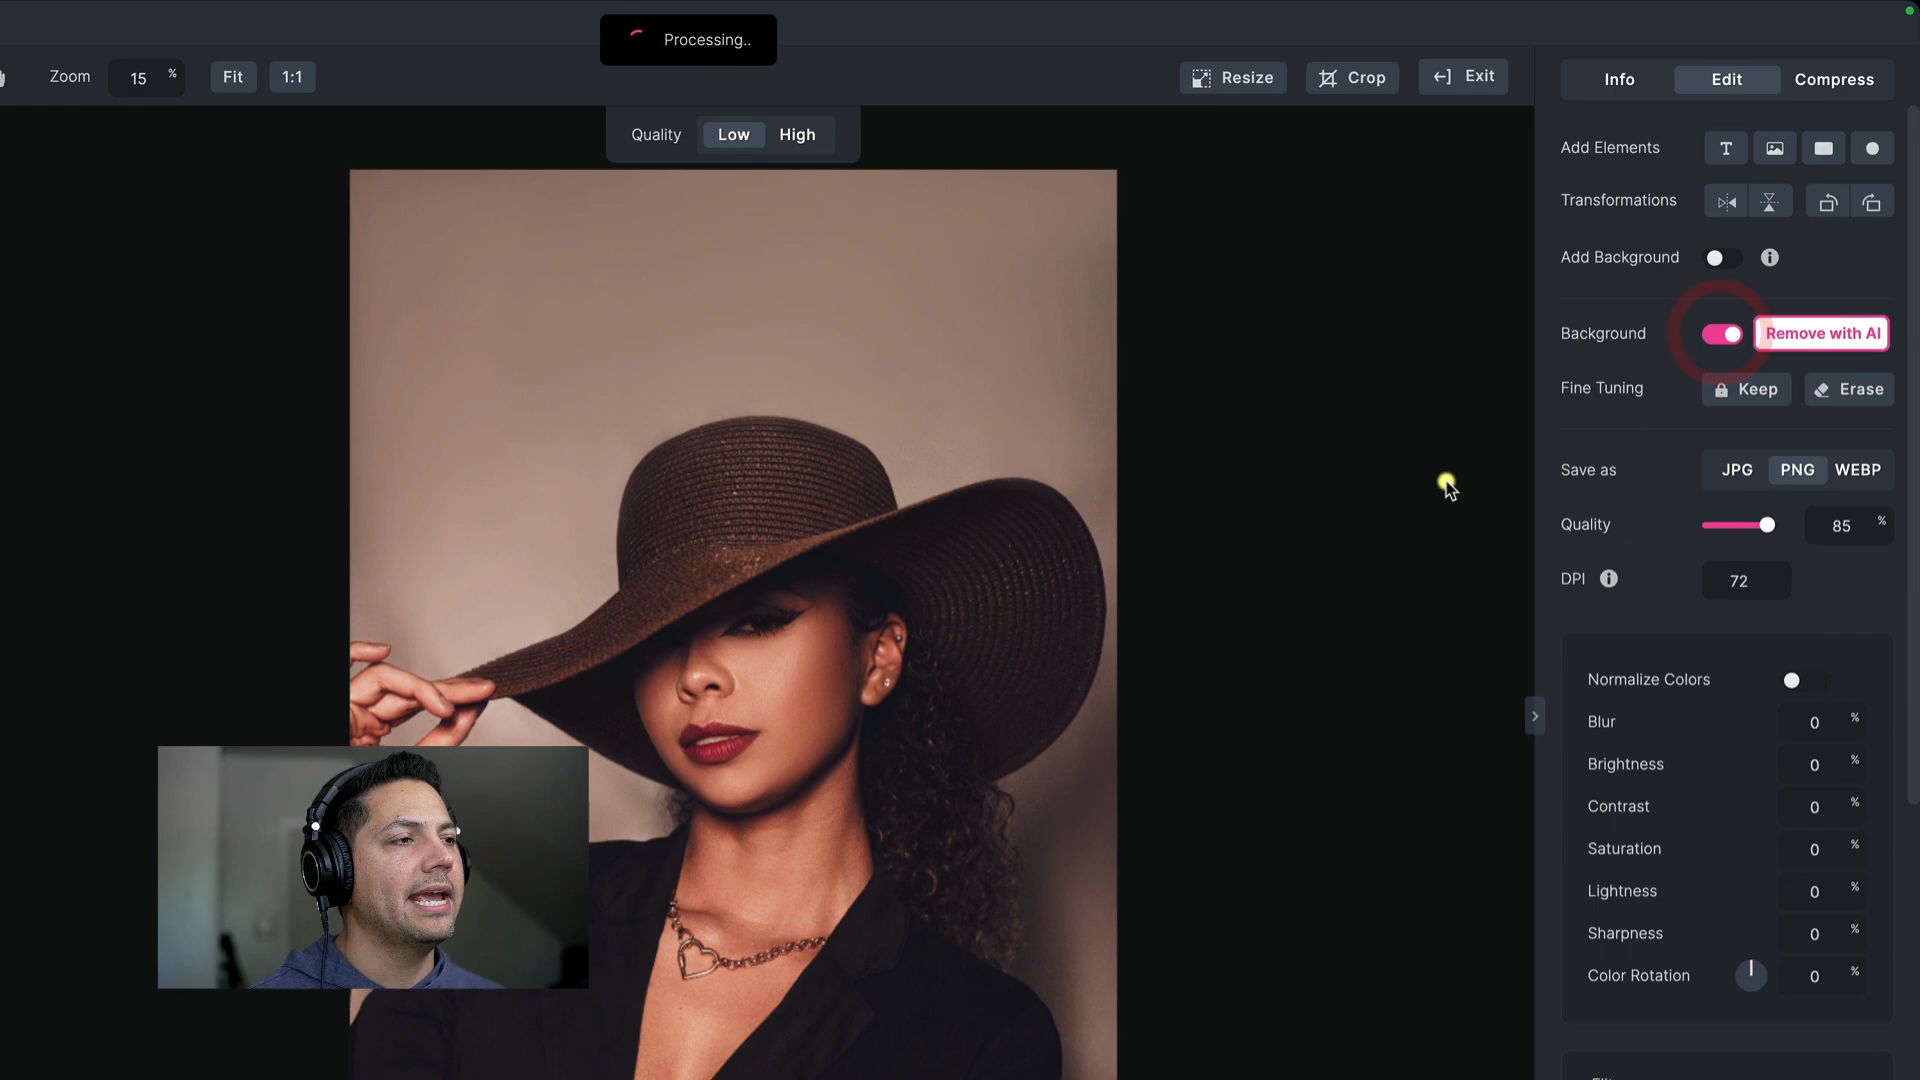 Processing..
Zoom 15 % Fit 1:1 Resize Crop Exit
Quality Low High
Info Edit Compress
Add Elements T
Transformations
Add Background i
Background Remove with AI
Fine Tuning Keep Erase
Save as JPG PNG WEBP
Quality 85 %
DPI i 72
Normalize Colors
Blur 0 %
Brightness 0 %
Contrast 0 %
Saturation 0 %
Lightness 0 %
Sharpness 0 %
Color Rotation 0 %